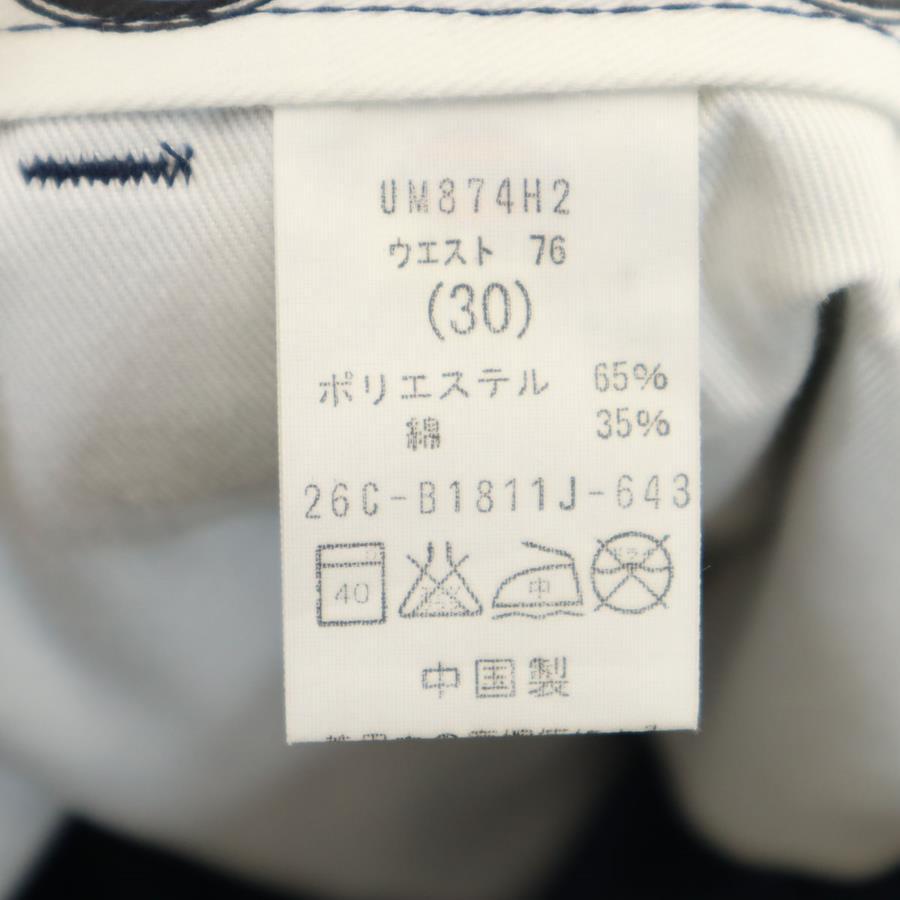 UM874H2
ウエスト 76
(30)
ポリエステル 65%
綿 35%
26C-B1811J-643
40
中
中国製